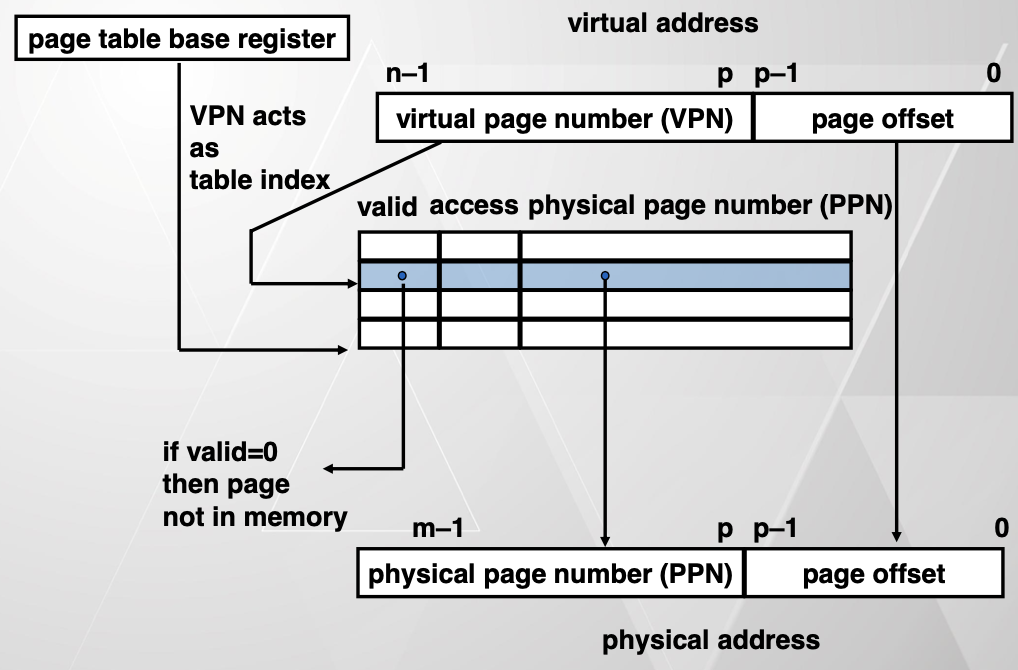 page table base register
virtual address
n–1 p p–1 0
virtual page number (VPN) page offset
VPN acts
as
table index
valid access physical page number (PPN)
if valid=0
then page
not in memory
m–1 p p–1 0
physical page number (PPN) page offset
physical address